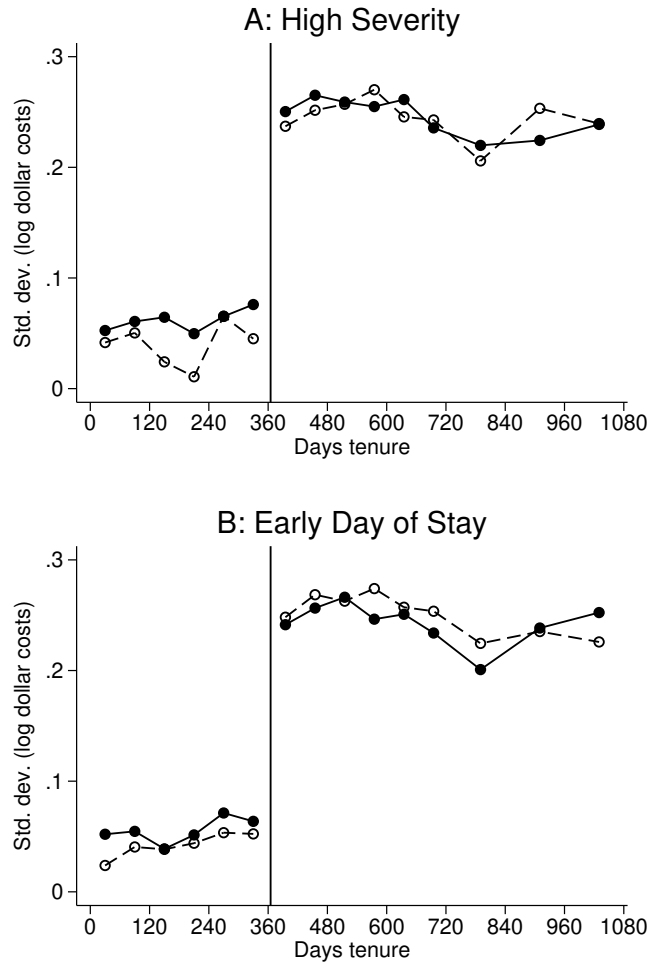 A: High Severity
Std. dev. (log dollar costs)
.3
.2
.1
0
0 120 240 360 480 600 720 840 960 1080
Days tenure
B: Early Day of Stay
Std. dev. (log dollar costs)
.3
.2
.1
0
0 120 240 360 480 600 720 840 960 1080
Days tenure